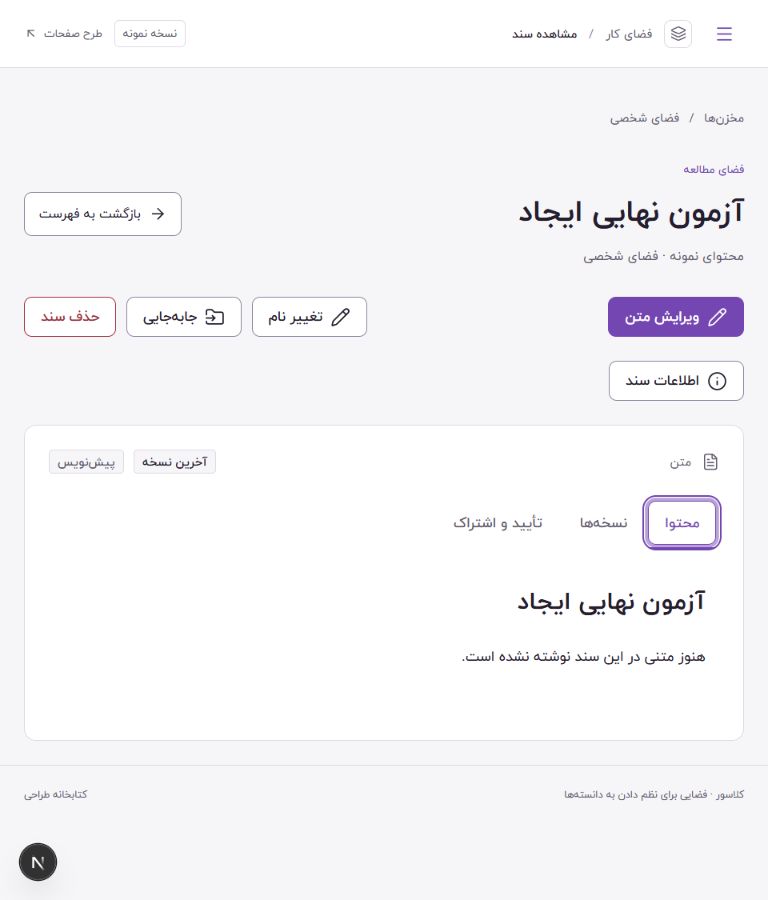 فضای کار / مشاهده سند
نسخه نمونه
طرح صفحات
مخزن‌ها / فضای شخصی
فضای مطالعه
آزمون نهایی ایجاد
بازگشت به فهرست
محتوای نمونه · فضای شخصی
ویرایش متن
تغییر نام
جابه‌جایی
حذف سند
اطلاعات سند
متن
آخرین نسخه
پیش‌نویس
محتوا
نسخه‌ها
تأیید و اشتراک
آزمون نهایی ایجاد
هنوز متنی در این سند نوشته نشده است.
کلاسور · فضایی برای نظم دادن به دانسته‌ها
کتابخانه طراحی
N